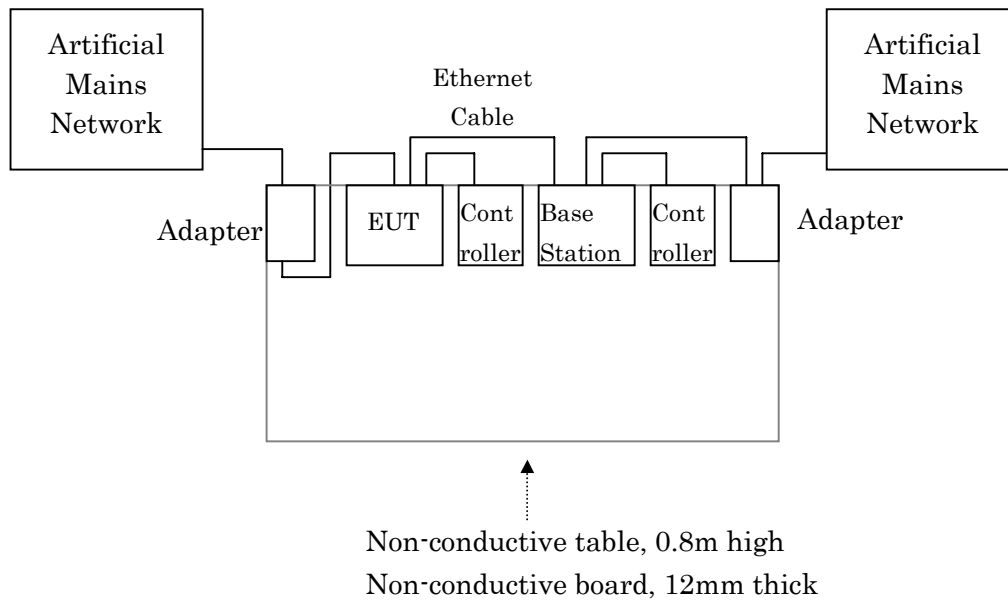 Artificial
Mains
Network
Artificial
Mains
Network
Ethernet
Cable
Adapter
EUT
Cont
roller
Base
Station
Cont
roller
Adapter
Non-conductive table, 0.8m high
Non-conductive board, 12mm thick